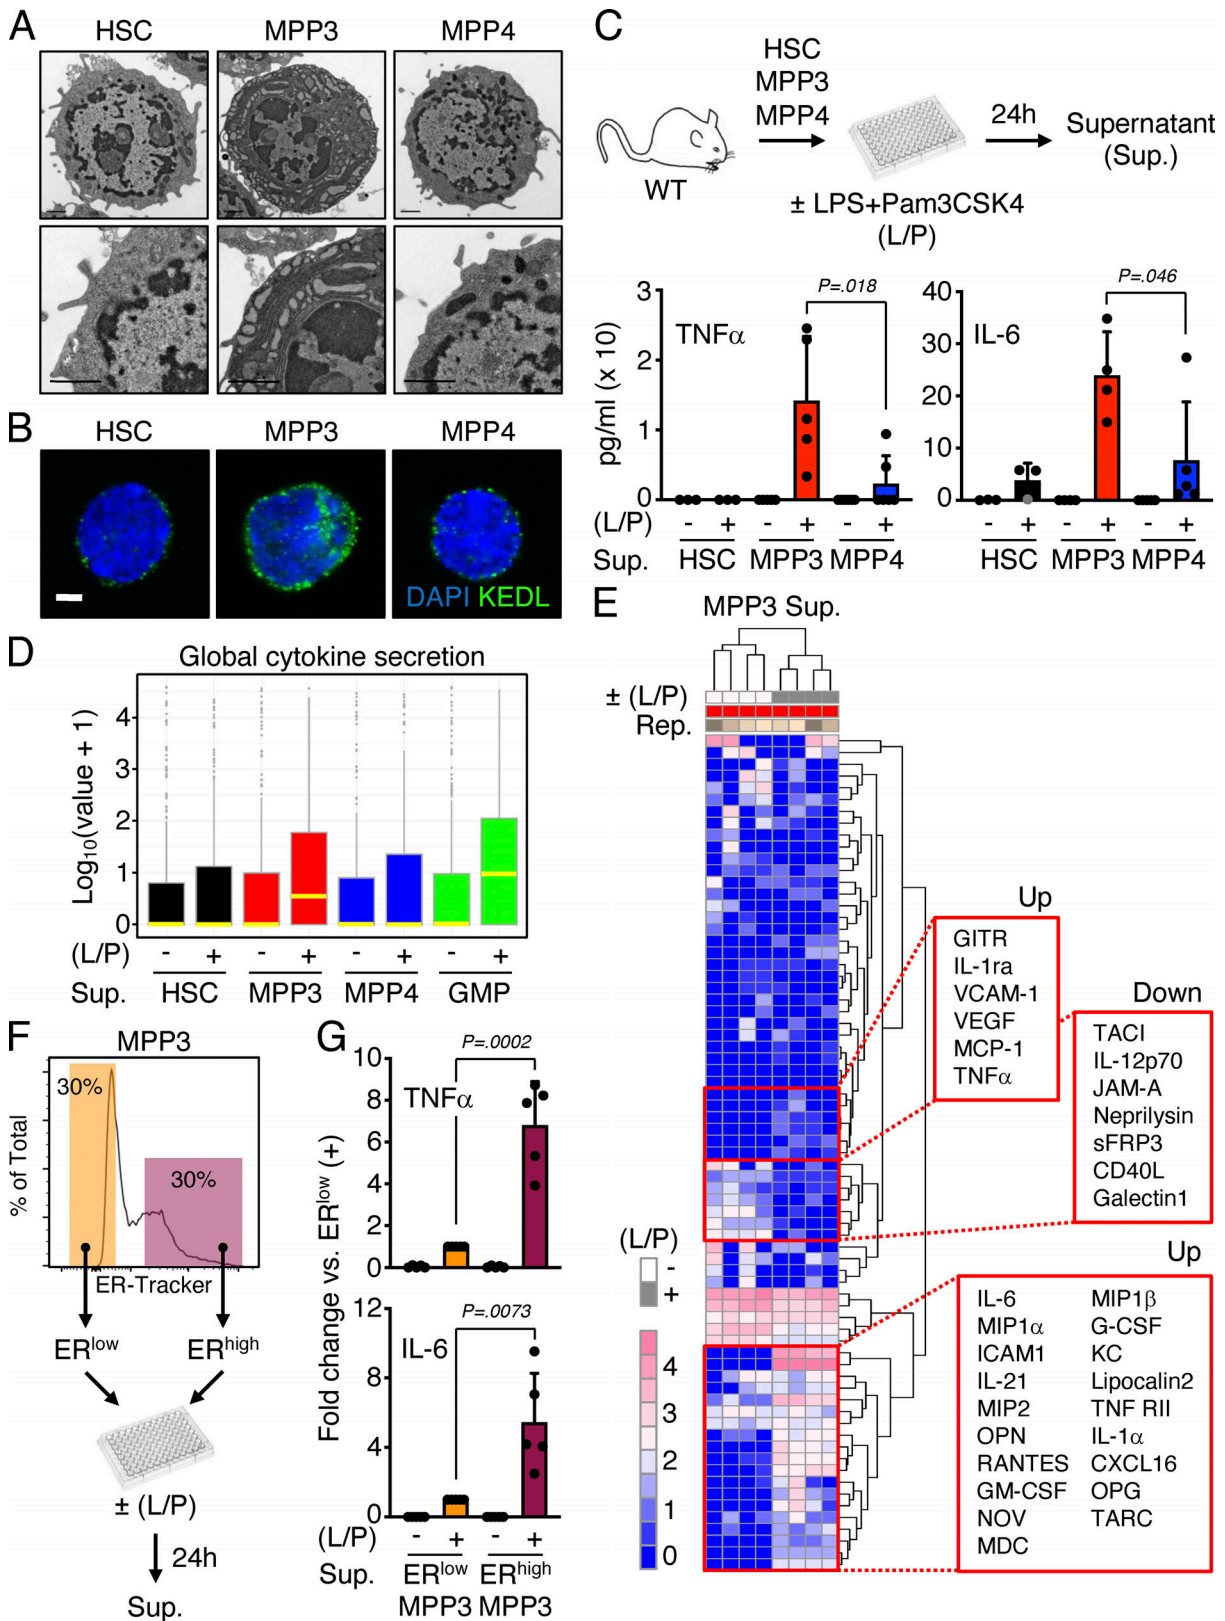 A
HSC
MPP3
MPP4
B
HSC
MPP3
MPP4
DAPI KEDL
C
HSC
MPP3
MPP4
24h
WT
Supernatant
(Sup.)
± LPS+Pam3CSK4
(L/P)
pg/ml (x 10)
TNFα
P=.018
3
2
1
0
(L/P)
- + - + - +
Sup.
HSC
MPP3
MPP4
IL-6
P=.046
40
30
20
10
0
- + - + - +
HSC
MPP3
MPP4
D
Global cytokine secretion
Log10(value + 1)
4
3
2
1
0
(L/P)
- + - + - + - +
Sup.
HSC
MPP3
MPP4
GMP
E
MPP3 Sup.
± (L/P)
Rep.
Up
GITR
IL-1ra
VCAM-1
VEGF
MCP-1
TNFα
Down
TACI
IL-12p70
JAM-A
Neprilysin
sFRP3
CD40L
Galectin1
Up
IL-6
MIP1α
ICAM1
IL-21
MIP2
OPN
RANTES
GM-CSF
NOV
MDC
MIP1β
G-CSF
KC
Lipocalin2
TNF RII
IL-1α
CXCL16
OPG
TARC
(L/P)
-
+
4
3
2
1
0
F
MPP3
30%
30%
% of Total
ER-Tracker
ERlow
ERhigh
± (L/P)
24h
Sup.
G
Fold change vs. ERlow (+)
TNFα
P=.0002
10
8
6
4
2
0
IL-6
P=.0073
12
8
4
0
(L/P)
- + - +
Sup.
ERlow
MPP3
ERhigh
MPP3